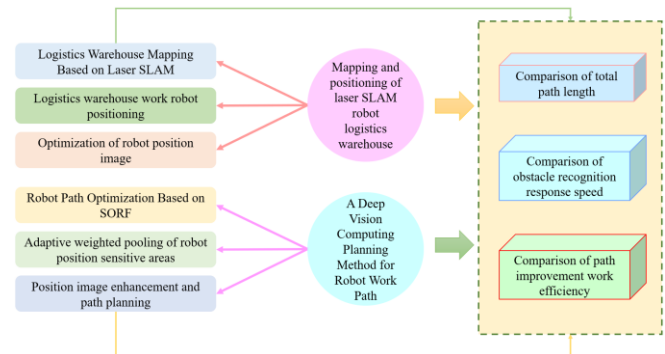 Logistics Warehouse Mapping
Based on Laser SLAM
Logistics warehouse work robot
positioning
Optimization of robot position
image
Robot Path Optimization Based on
SORF
Adaptive weighted pooling of robot
position sensitive areas
Position image enhancement and
path planning
Mapping and
positioning of
laser SLAM
robot
logistics
warehouse
A Deep
Vision
Computing
Planning
Method for
Robot Work
Path
Comparison of total
path length
Comparison of
obstacle recognition
response speed
Comparison of path
improvement work
efficiency